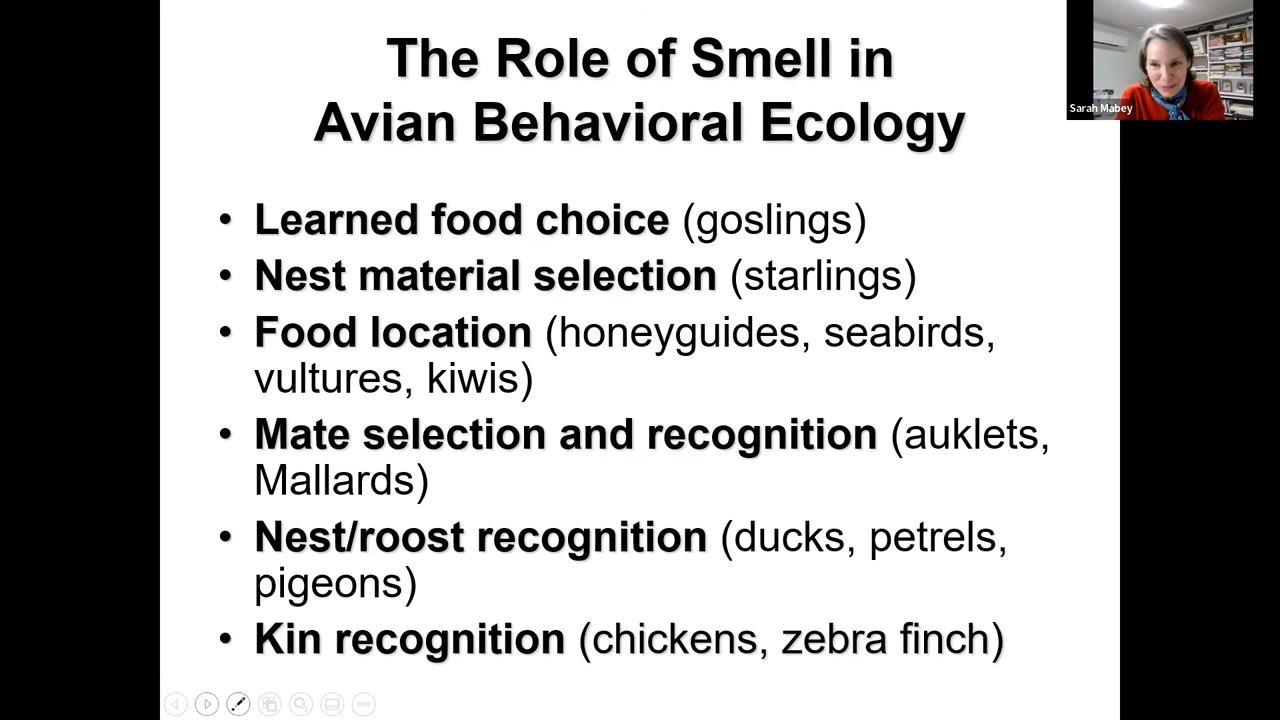 The Role of Smell in
Avian Behavioral Ecology
Sarah Mabey
• Learned food choice (goslings)
• Nest material selection (starlings)
• Food location (honeyguides, seabirds,
vultures, kiwis)
• Mate selection and recognition (auklets,
Mallards)
• Nest/roost recognition (ducks, petrels,
pigeons)
• Kin recognition (chickens, zebra finch)